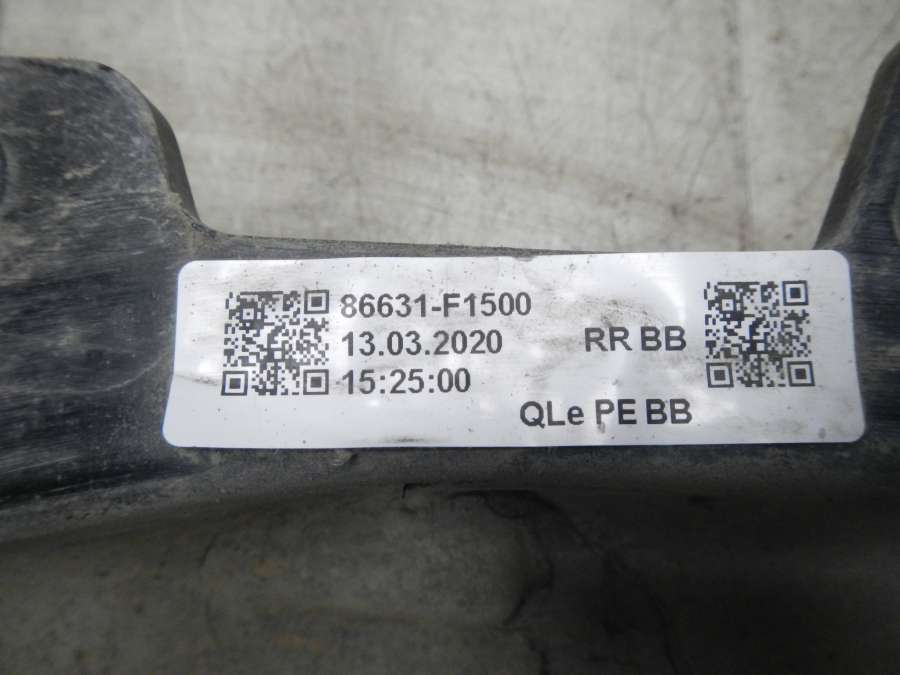 86631-F1500
13.03.2020 RR BB
15:25:00
QLe PE BB